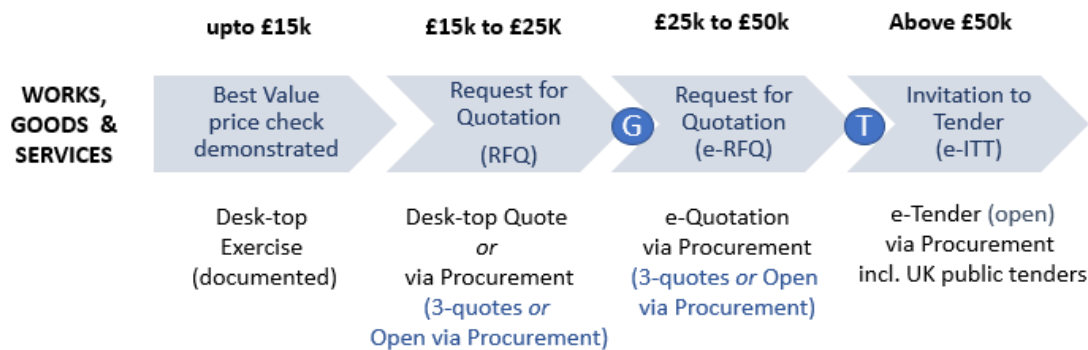 upto £15k
£15k to £25K
£25k to £50k
Above £50k
WORKS,
GOODS &
SERVICES
Best Value
price check
demonstrated
Request for
Quotation
(RFQ)
G
Request for
Quotation
(e-RFQ)
T
Invitation to
Tender
(e-ITT)
Desk-top
Exercise
(documented)
Desk-top Quote
or
via Procurement
(3-quotes or
Open via Procurement)
e-Quotation
via Procurement
(3-quotes or Open
via Procurement)
e-Tender (open)
via Procurement
incl. UK public tenders